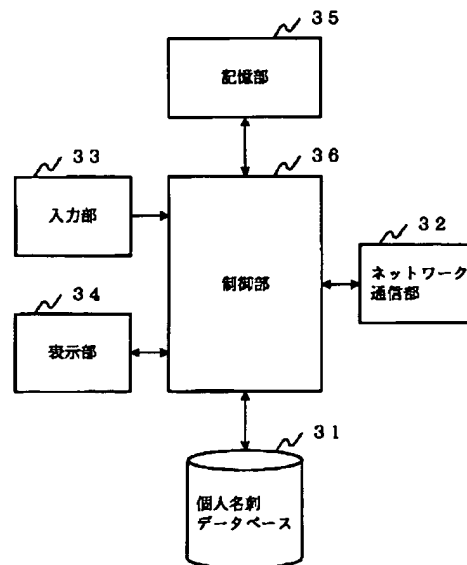 ３５
記憶部
３３
入力部
３６
制御部
３２
ネットワーク
通信部
３４
表示部
３１
個人名刺
データベース